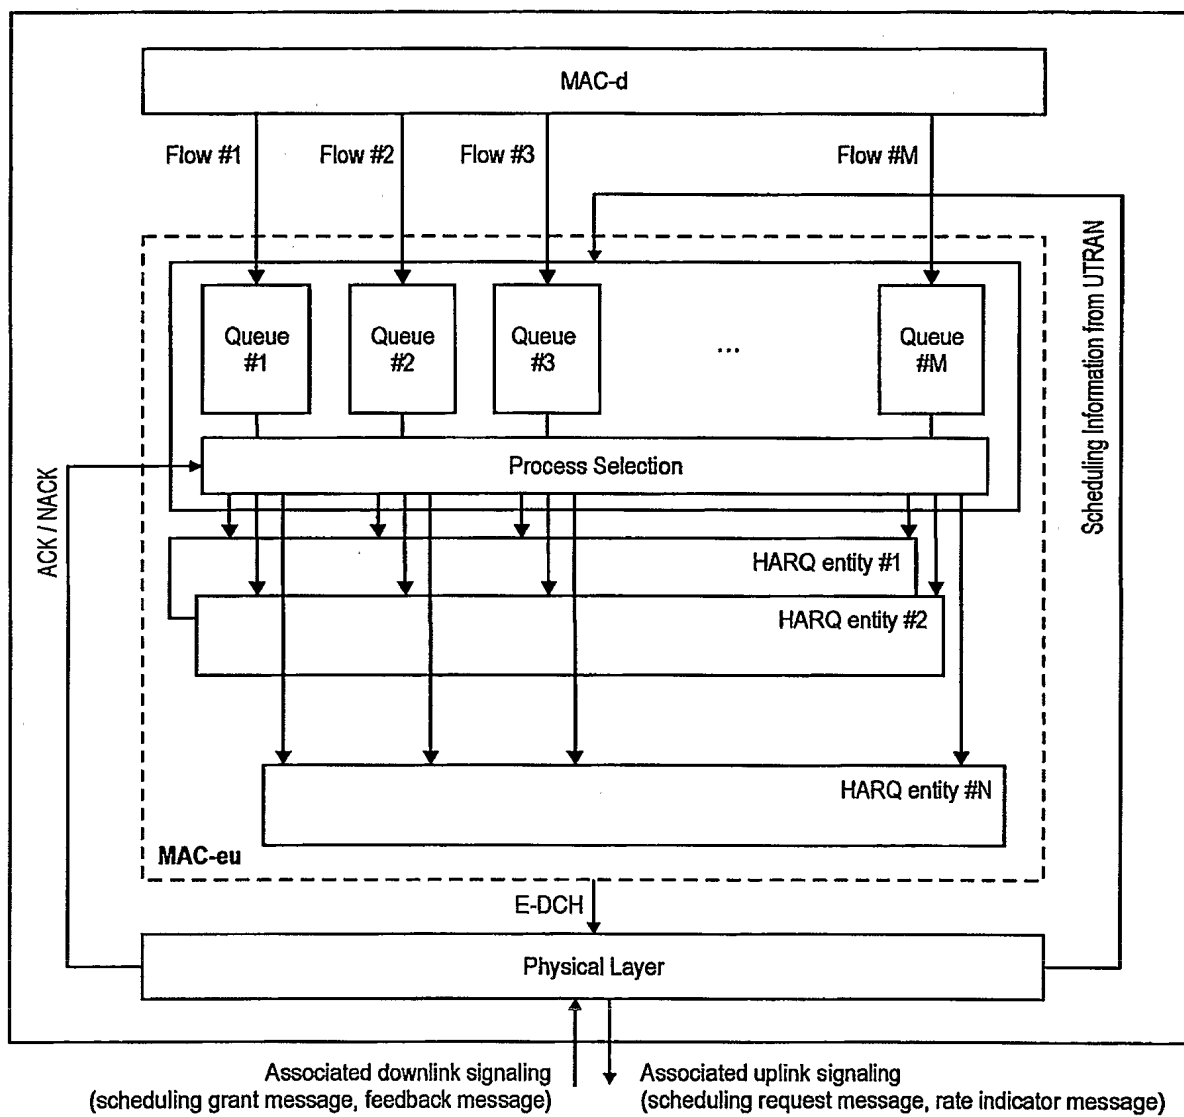 MAC-d
Flow #1
Flow #2
Flow #3
Flow #M
Queue
#1
Queue
#2
Queue
#3
...
Queue
#M
Process Selection
HARQ entity #1
HARQ entity #2
HARQ entity #N
MAC-eu
E-DCH
Physical Layer
ACK / NACK
Scheduling Information from UTRAN
Associated downlink signaling
(scheduling grant message, feedback message)
Associated uplink signaling
(scheduling request message, rate indicator message)